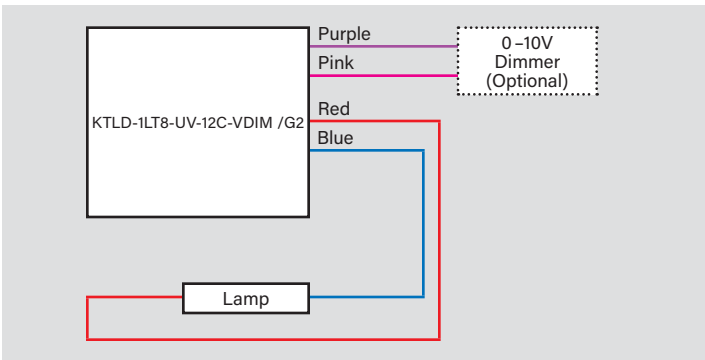 Purple
0–10V
Dimmer
(Optional)
Pink
Red
KTLD-1LT8-UV-12C-VDIM /G2
Blue
Lamp